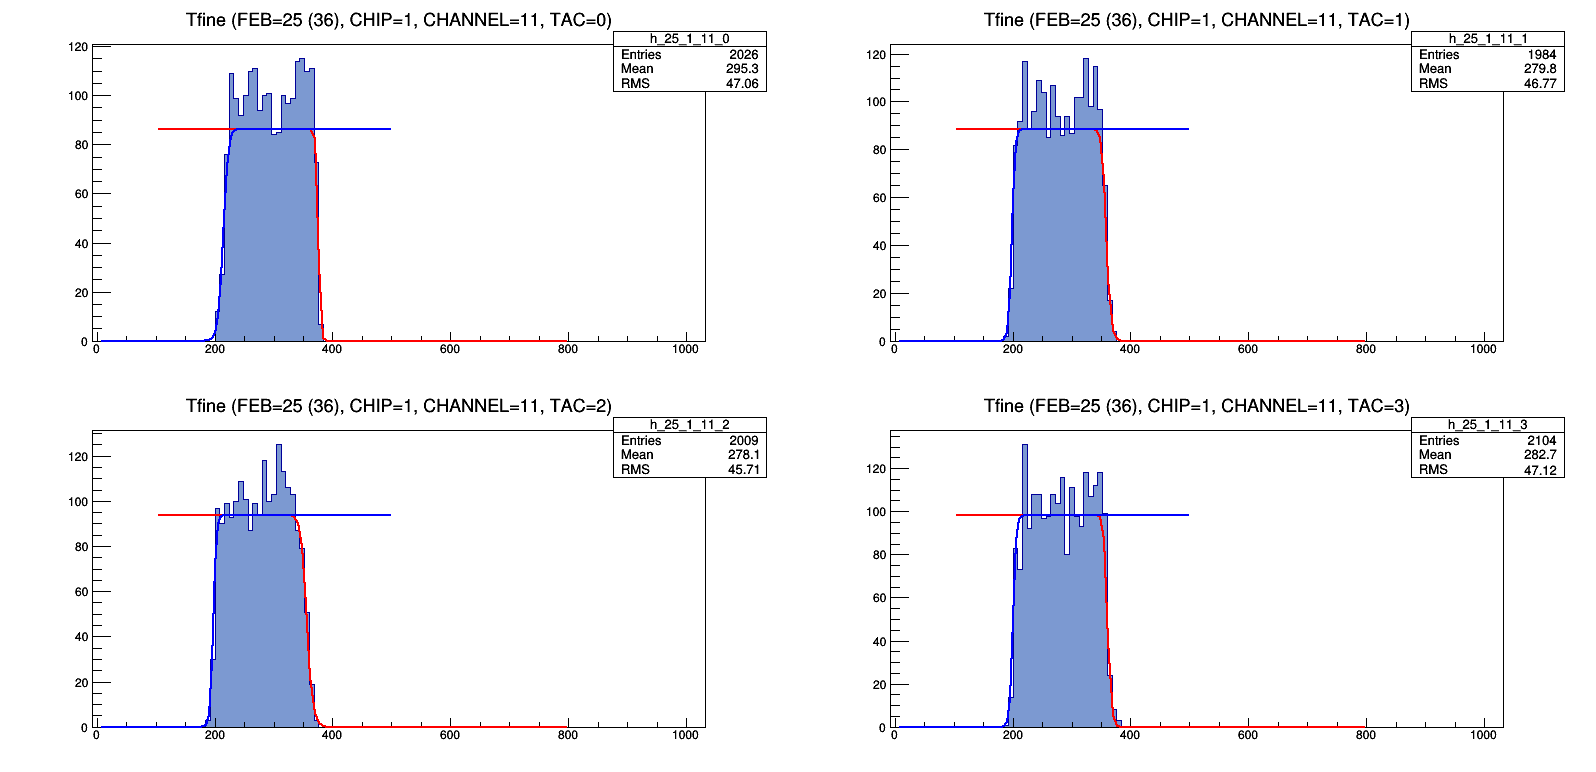 Tfine (FEB=25 (36), CHIP=1, CHANNEL=11, TAC=0)
h_25_1_11_0
Entries 2026
Mean 295.3
RMS 47.06
120
100
80
60
40
20
0
0 200 400 600 800 1000
Tfine (FEB=25 (36), CHIP=1, CHANNEL=11, TAC=1)
h_25_1_11_1
Entries 1984
Mean 279.8
RMS 46.77
120
100
80
60
40
20
0
0 200 400 600 800 1000
Tfine (FEB=25 (36), CHIP=1, CHANNEL=11, TAC=2)
h_25_1_11_2
Entries 2009
Mean 278.1
RMS 45.71
120
100
80
60
40
20
0
0 200 400 600 800 1000
Tfine (FEB=25 (36), CHIP=1, CHANNEL=11, TAC=3)
h_25_1_11_3
Entries 2104
Mean 282.7
RMS 47.12
120
100
80
60
40
20
0
0 200 400 600 800 1000